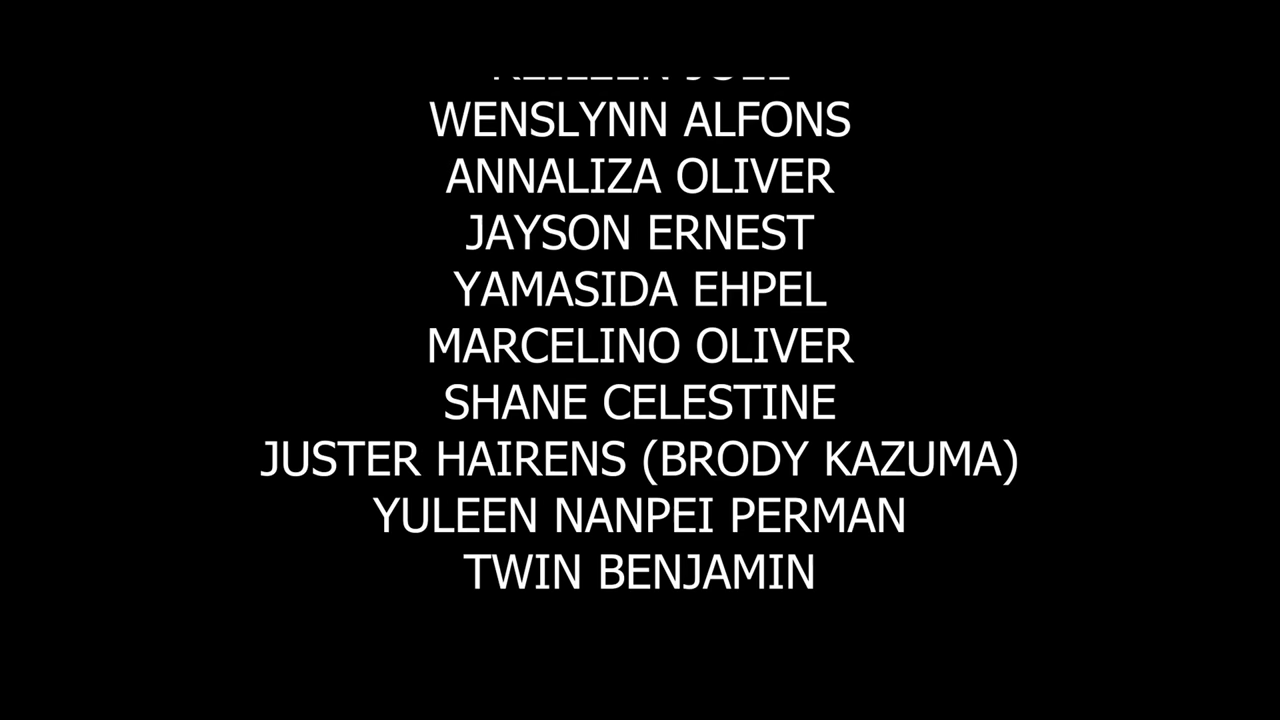 WENSLYNN ALFONS
ANNALIZA OLIVER
JAYSON ERNEST
YAMASIDA EHPEL
MARCELINO OLIVER
SHANE CELESTINE
JUSTER HAIRENS (BRODY KAZUMA)
YULEEN NANPEI PERMAN
TWIN BENJAMIN